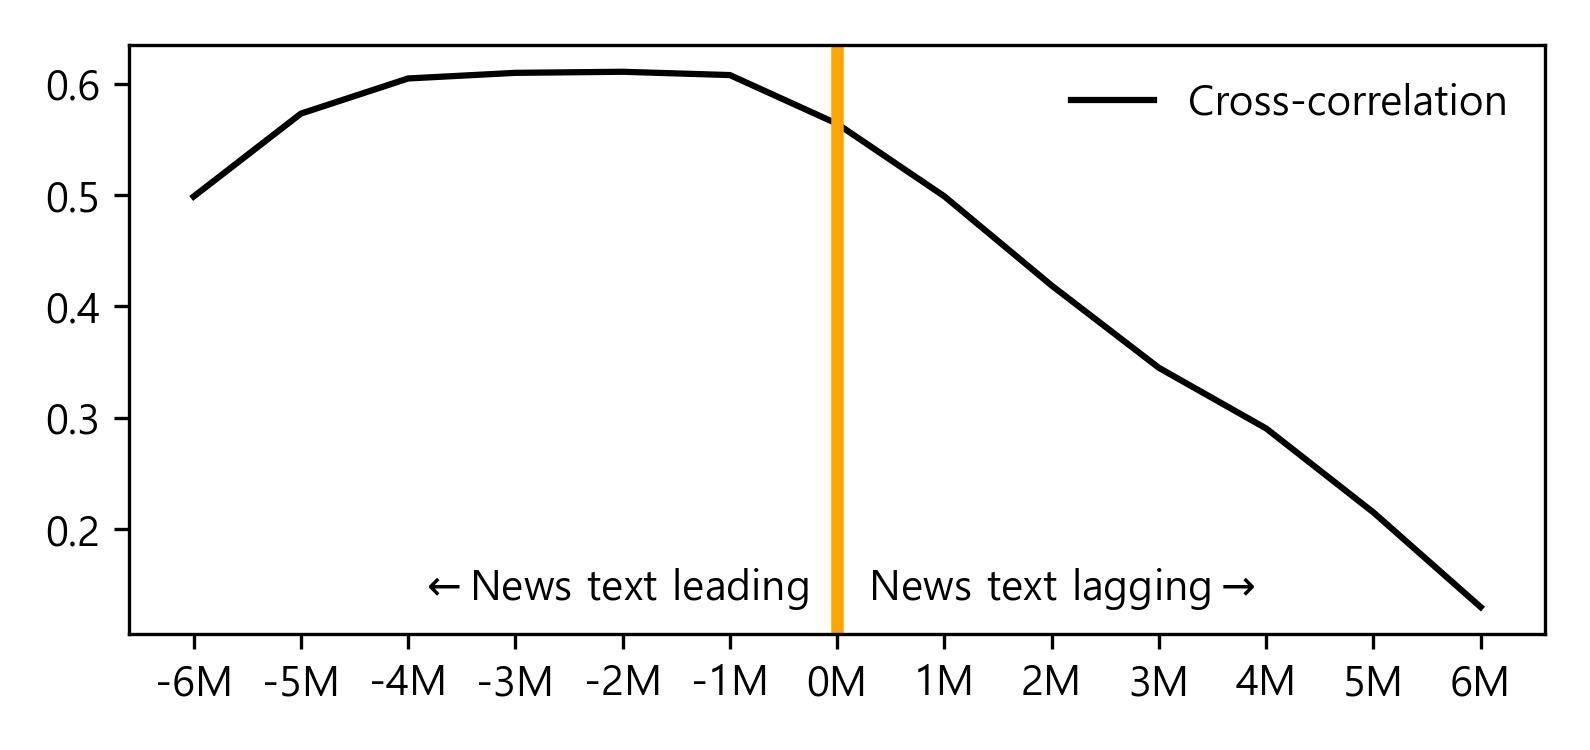 0.6
0.5
0.4
0.3
0.2
Cross-correlation
← News text leading
News text lagging →
-6M -5M -4M -3M -2M -1M 0M 1M 2M 3M 4M 5M 6M